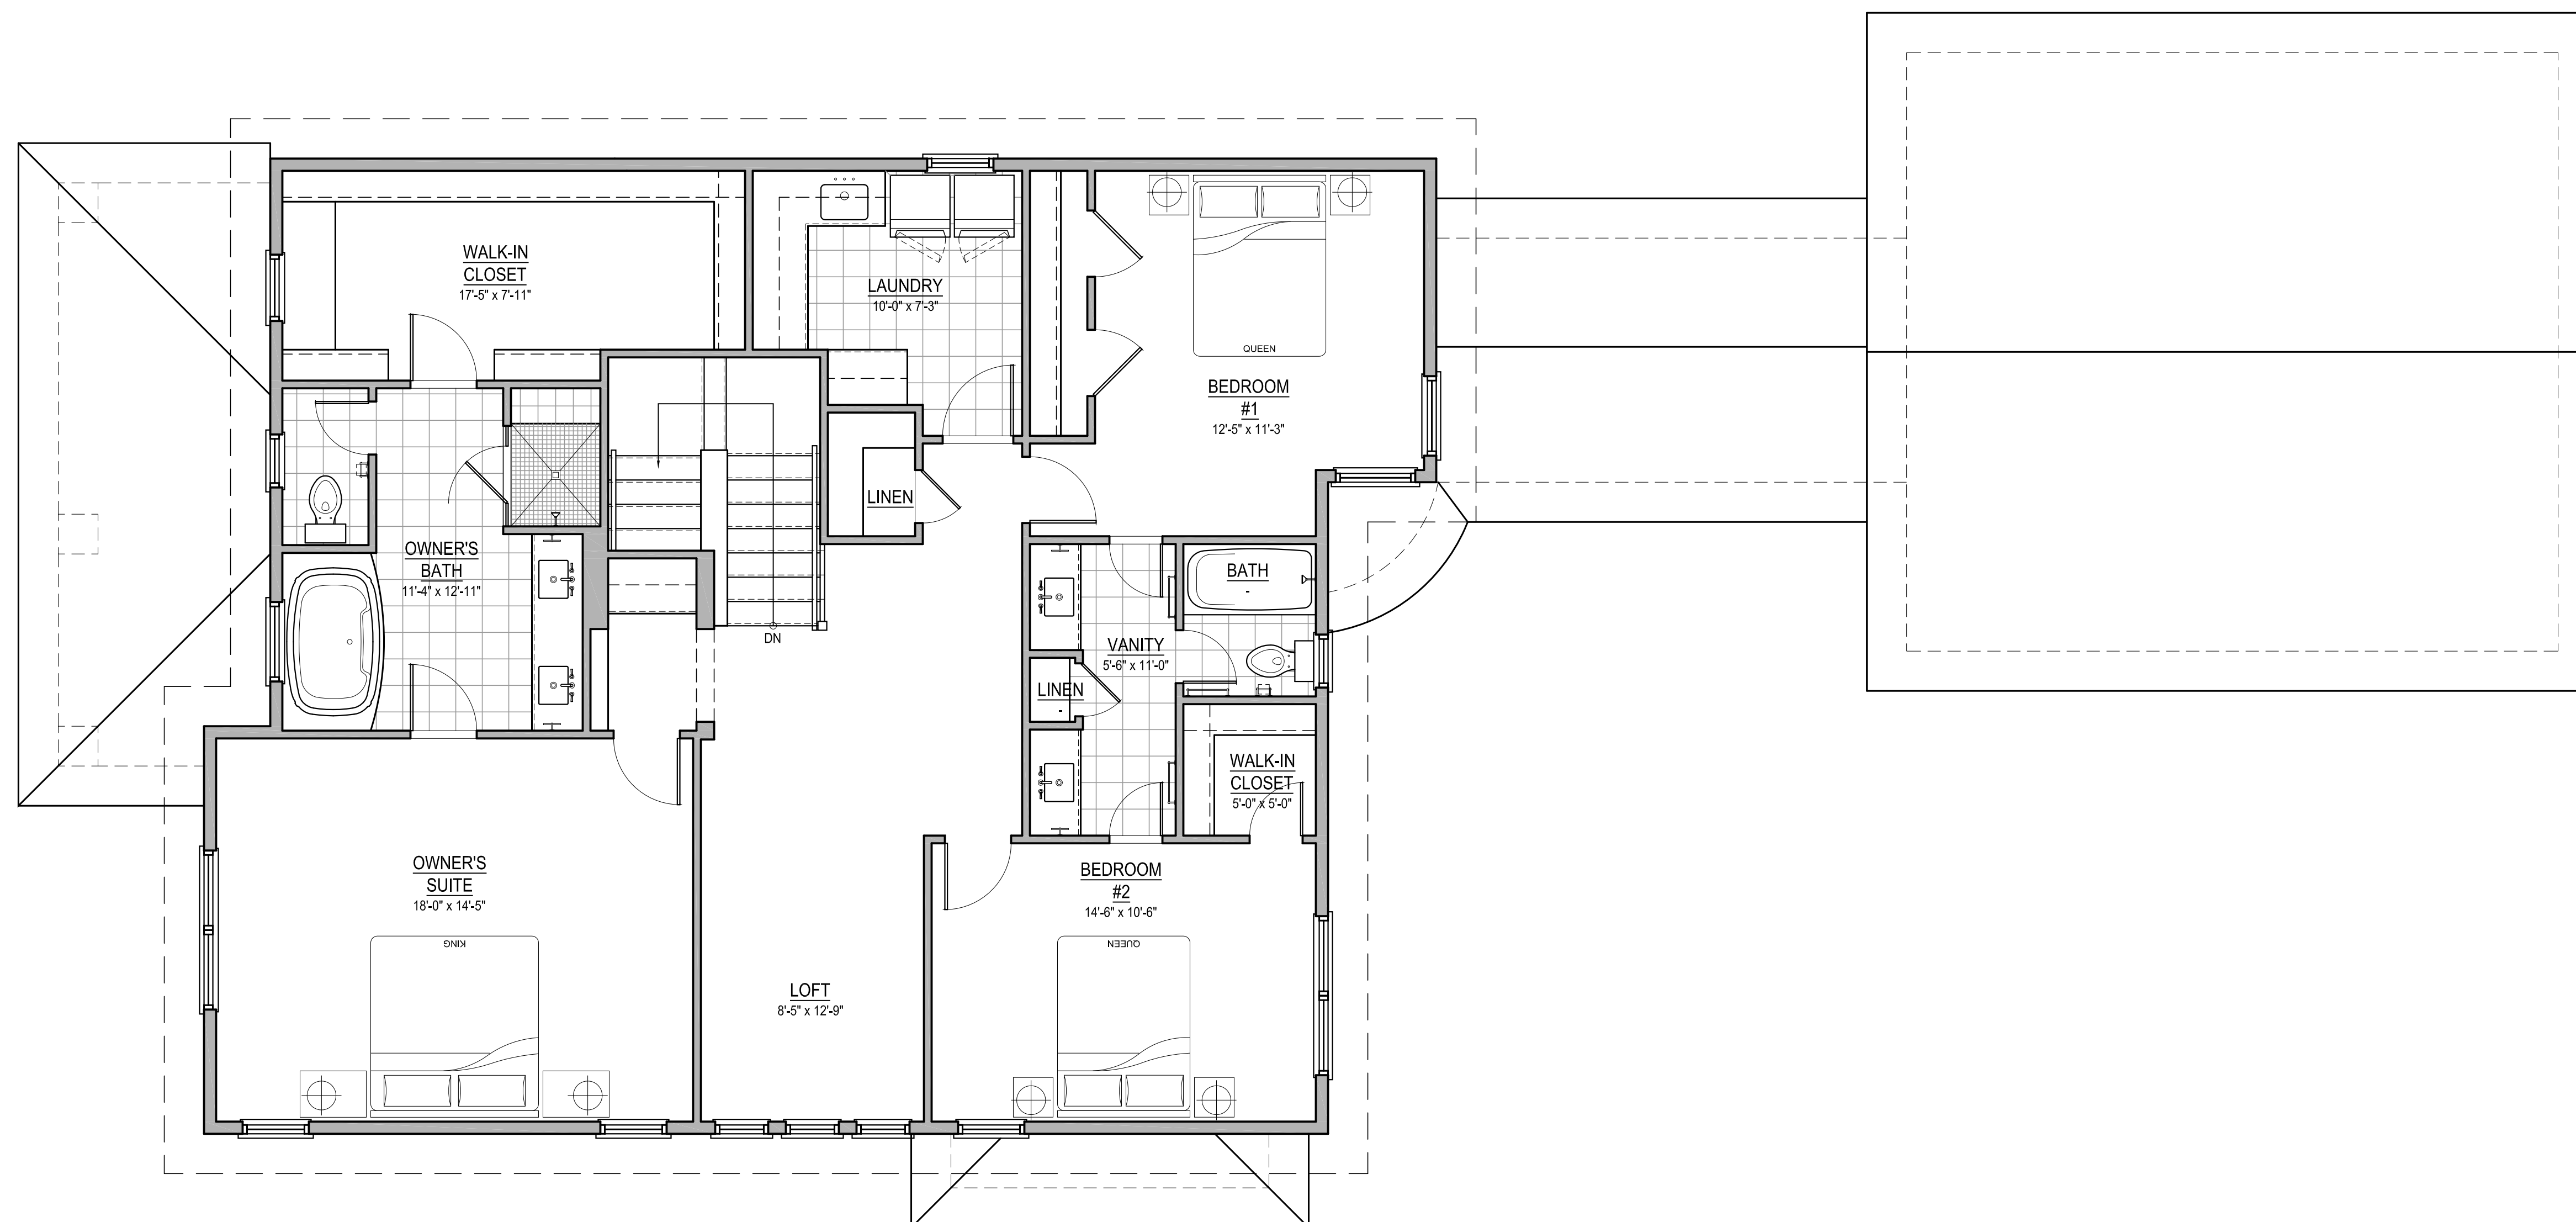 WALK-IN
CLOSET
17'-5" x 7'-11"
LAUNDRY
10'-0" x 7'-3"
QUEEN
BEDROOM
#1
12'-5" x 11'-3"
LINEN
OWNER'S
BATH
11'-4" x 12'-11"
BATH
DN
VANITY
5'-6" x 11'-0"
LINEN
WALK-IN
CLOSET
5'-0" x 5'-0"
OWNER'S
SUITE
18'-0" x 14'-5"
BEDROOM
#2
14'-6" x 10'-6"
KING
QUEEN
LOFT
8'-5" x 12'-9"